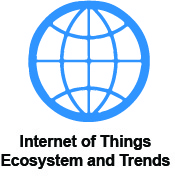 Internet of Things
Ecosystem and Trends